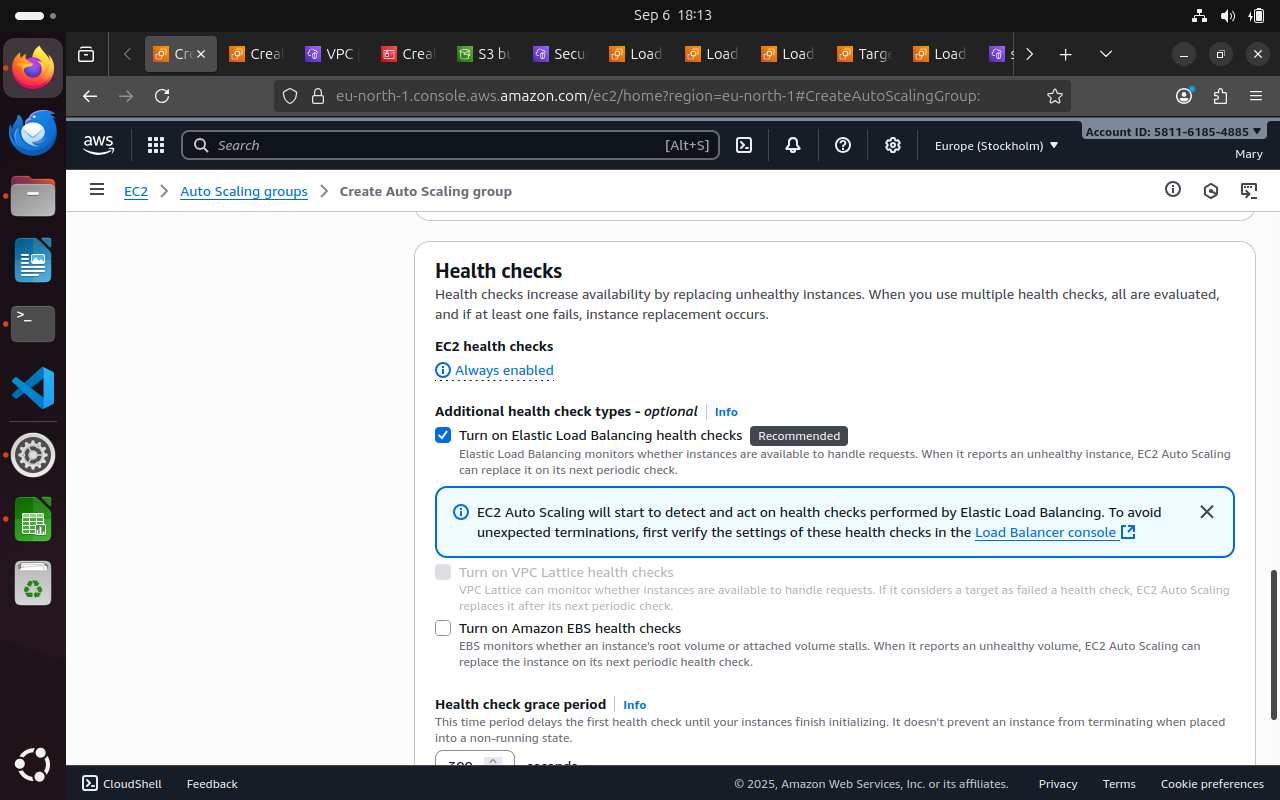 Sep 6 18:13
Cre
Creat
VPC
Creat
S3 bu
Secu
Load
Load
Load
Targe
Load
s
eu-north-1.console.aws.amazon.com/ec2/home?region=eu-north-1#CreateAutoScalingGroup:
aws
Search
[Alt+S]
Europe (Stockholm)
Account ID: 5811-6185-4885
Mary
EC2
Auto Scaling groups
Create Auto Scaling group
Health checks
Health checks increase availability by replacing unhealthy instances. When you use multiple health checks, all are evaluated,
and if at least one fails, instance replacement occurs.
EC2 health checks
Always enabled
Additional health check types - optional
Info
Turn on Elastic Load Balancing health checks
Recommended
Elastic Load Balancing monitors whether instances are available to handle requests. When it reports an unhealthy instance, EC2 Auto Scaling
can replace it on its next periodic check.
EC2 Auto Scaling will start to detect and act on health checks performed by Elastic Load Balancing. To avoid
unexpected terminations, first verify the settings of these health checks in the Load Balancer console
Turn on VPC Lattice health checks
VPC Lattice can monitor whether instances are available to handle requests. If it considers a target as failed a health check, EC2 Auto Scaling
replaces it after its next periodic check.
Turn on Amazon EBS health checks
EBS monitors whether an instance's root volume or attached volume stalls. When it reports an unhealthy volume, EC2 Auto Scaling can
replace the instance on its next periodic health check.
Health check grace period
Info
This time period delays the first health check until your instances finish initializing. It doesn't prevent an instance from terminating when placed
into a non-running state.
300
seconds
CloudShell
Feedback
© 2025, Amazon Web Services, Inc. or its affiliates.
Privacy
Terms
Cookie preferences